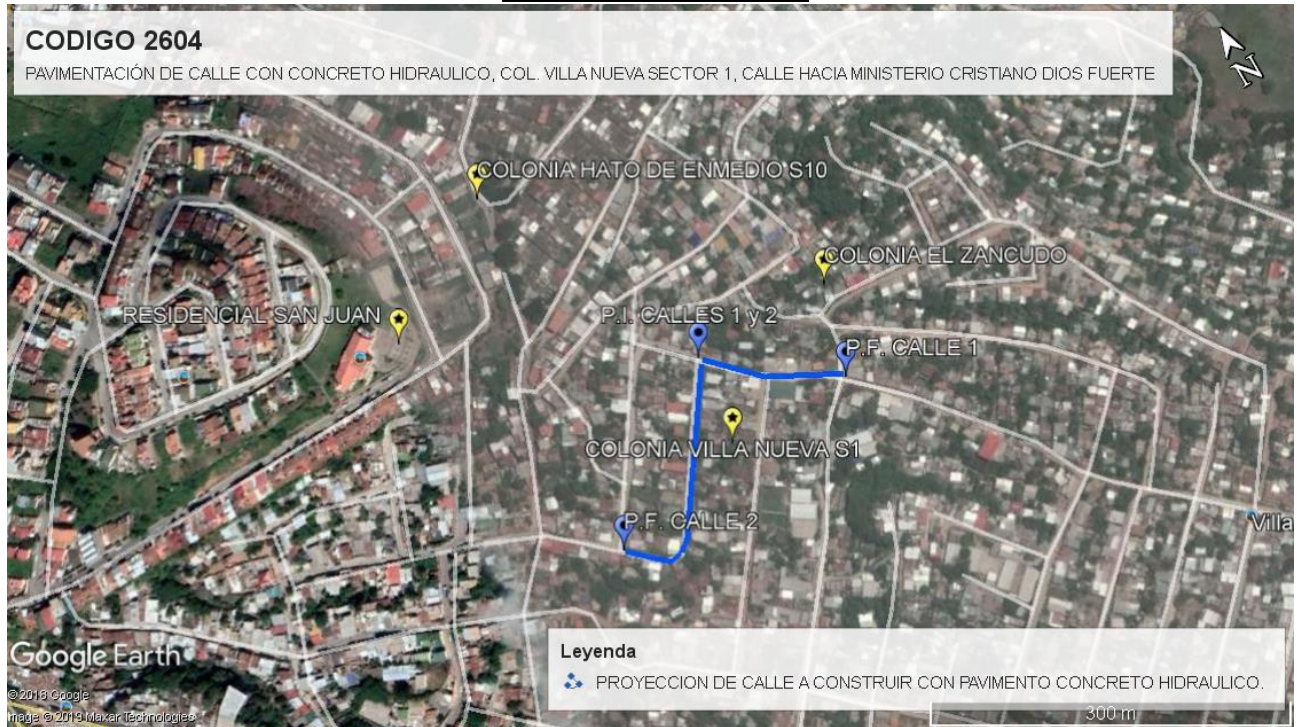 CODIGO 2604
PAVIMENTACIÓN DE CALLE CON CONCRETO HIDRAULICO, COL. VILLA NUEVA SECTOR 1, CALLE HACIA MINISTERIO CRISTIANO DIOS FUERTE
N
COLONIA HATO DE ENMEDIO S10
COLONIA EL ZANCUDO
RESIDENCIAL SAN JUAN
P.I. CALLES 1 y 2
P.F. CALLE 1
COLONIA VILLA NUEVA S1
P.F. CALLE 2
Villa
Leyenda
PROYECCION DE CALLE A CONSTRUIR CON PAVIMENTO CONCRETO HIDRAULICO.
Google Earth
© 2018 Google
Image © 2019 Maxar Technologies
300 m